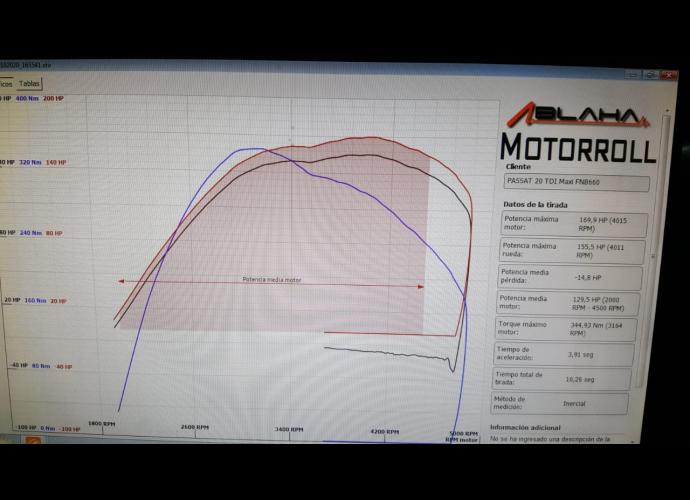 102020_165541.etw
icos Tablas
HP 400 Nm 200 HP
40 HP 320 Nm 140 HP
80 HP 240 Nm 80 HP
20 HP 160 Nm 20 HP
-40 HP 80 Nm -40 HP
-100 HP 0 Nm -100 HP
1800 RPM 2600 RPM 3400 RPM 4200 RPM 5000 RPM
RPM motor
Potencia media motor
ABLAHA
MOTORROLL
Cliente
PASSAT 20 TDI Maxi FNB660
Datos de la tirada
Potencia máxima motor: 169,9 HP (4015 RPM)
Potencia máxima rueda: 155,5 HP (4011 RPM)
Potencia media pérdida: -14,8 HP
Potencia media motor: 129,5 HP (2000 RPM - 4500 RPM)
Torque máximo motor: 344,93 Nm (3164 RPM)
Tiempo de aceleración: 3,91 seg
Tiempo total de tirada: 16,26 seg
Método de medición: Inercial
Información adicional
No se ha ingresado una descripción de la